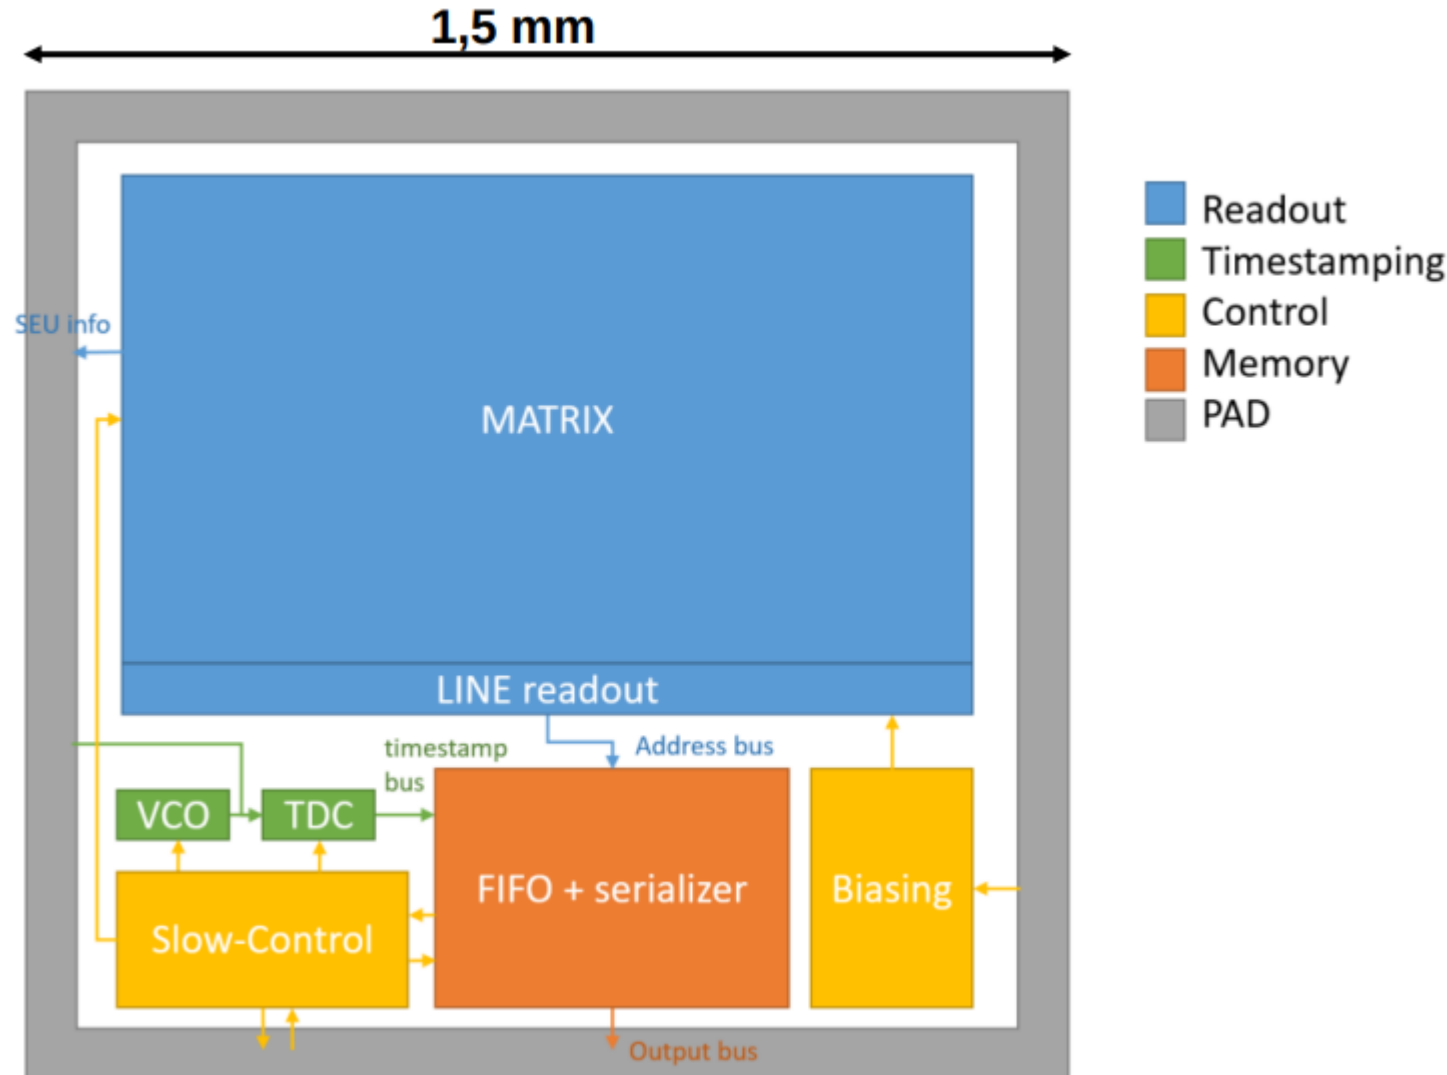 1,5 mm
Readout
Timestamping
Control
Memory
PAD
SEU info
MATRIX
LINE readout
timestamp
bus
Address bus
VCO
TDC
FIFO + serializer
Biasing
Slow-Control
Output bus